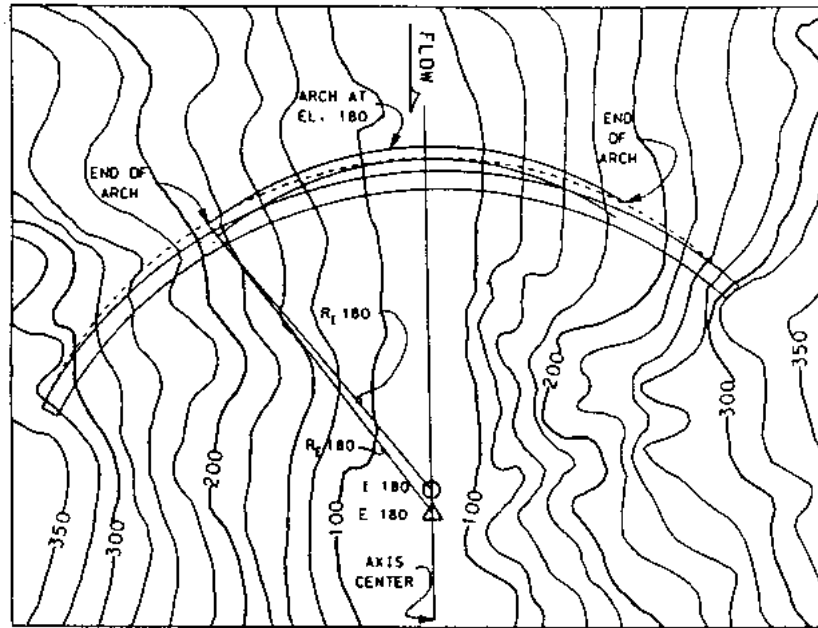 FLOW
ARCH AT
EL. 180
END
OF
ARCH
END OF
ARCH
R_I 180
200
R_E 180
200
I 180
E 180
350
300
100
100
300
350
AXIS
CENTER